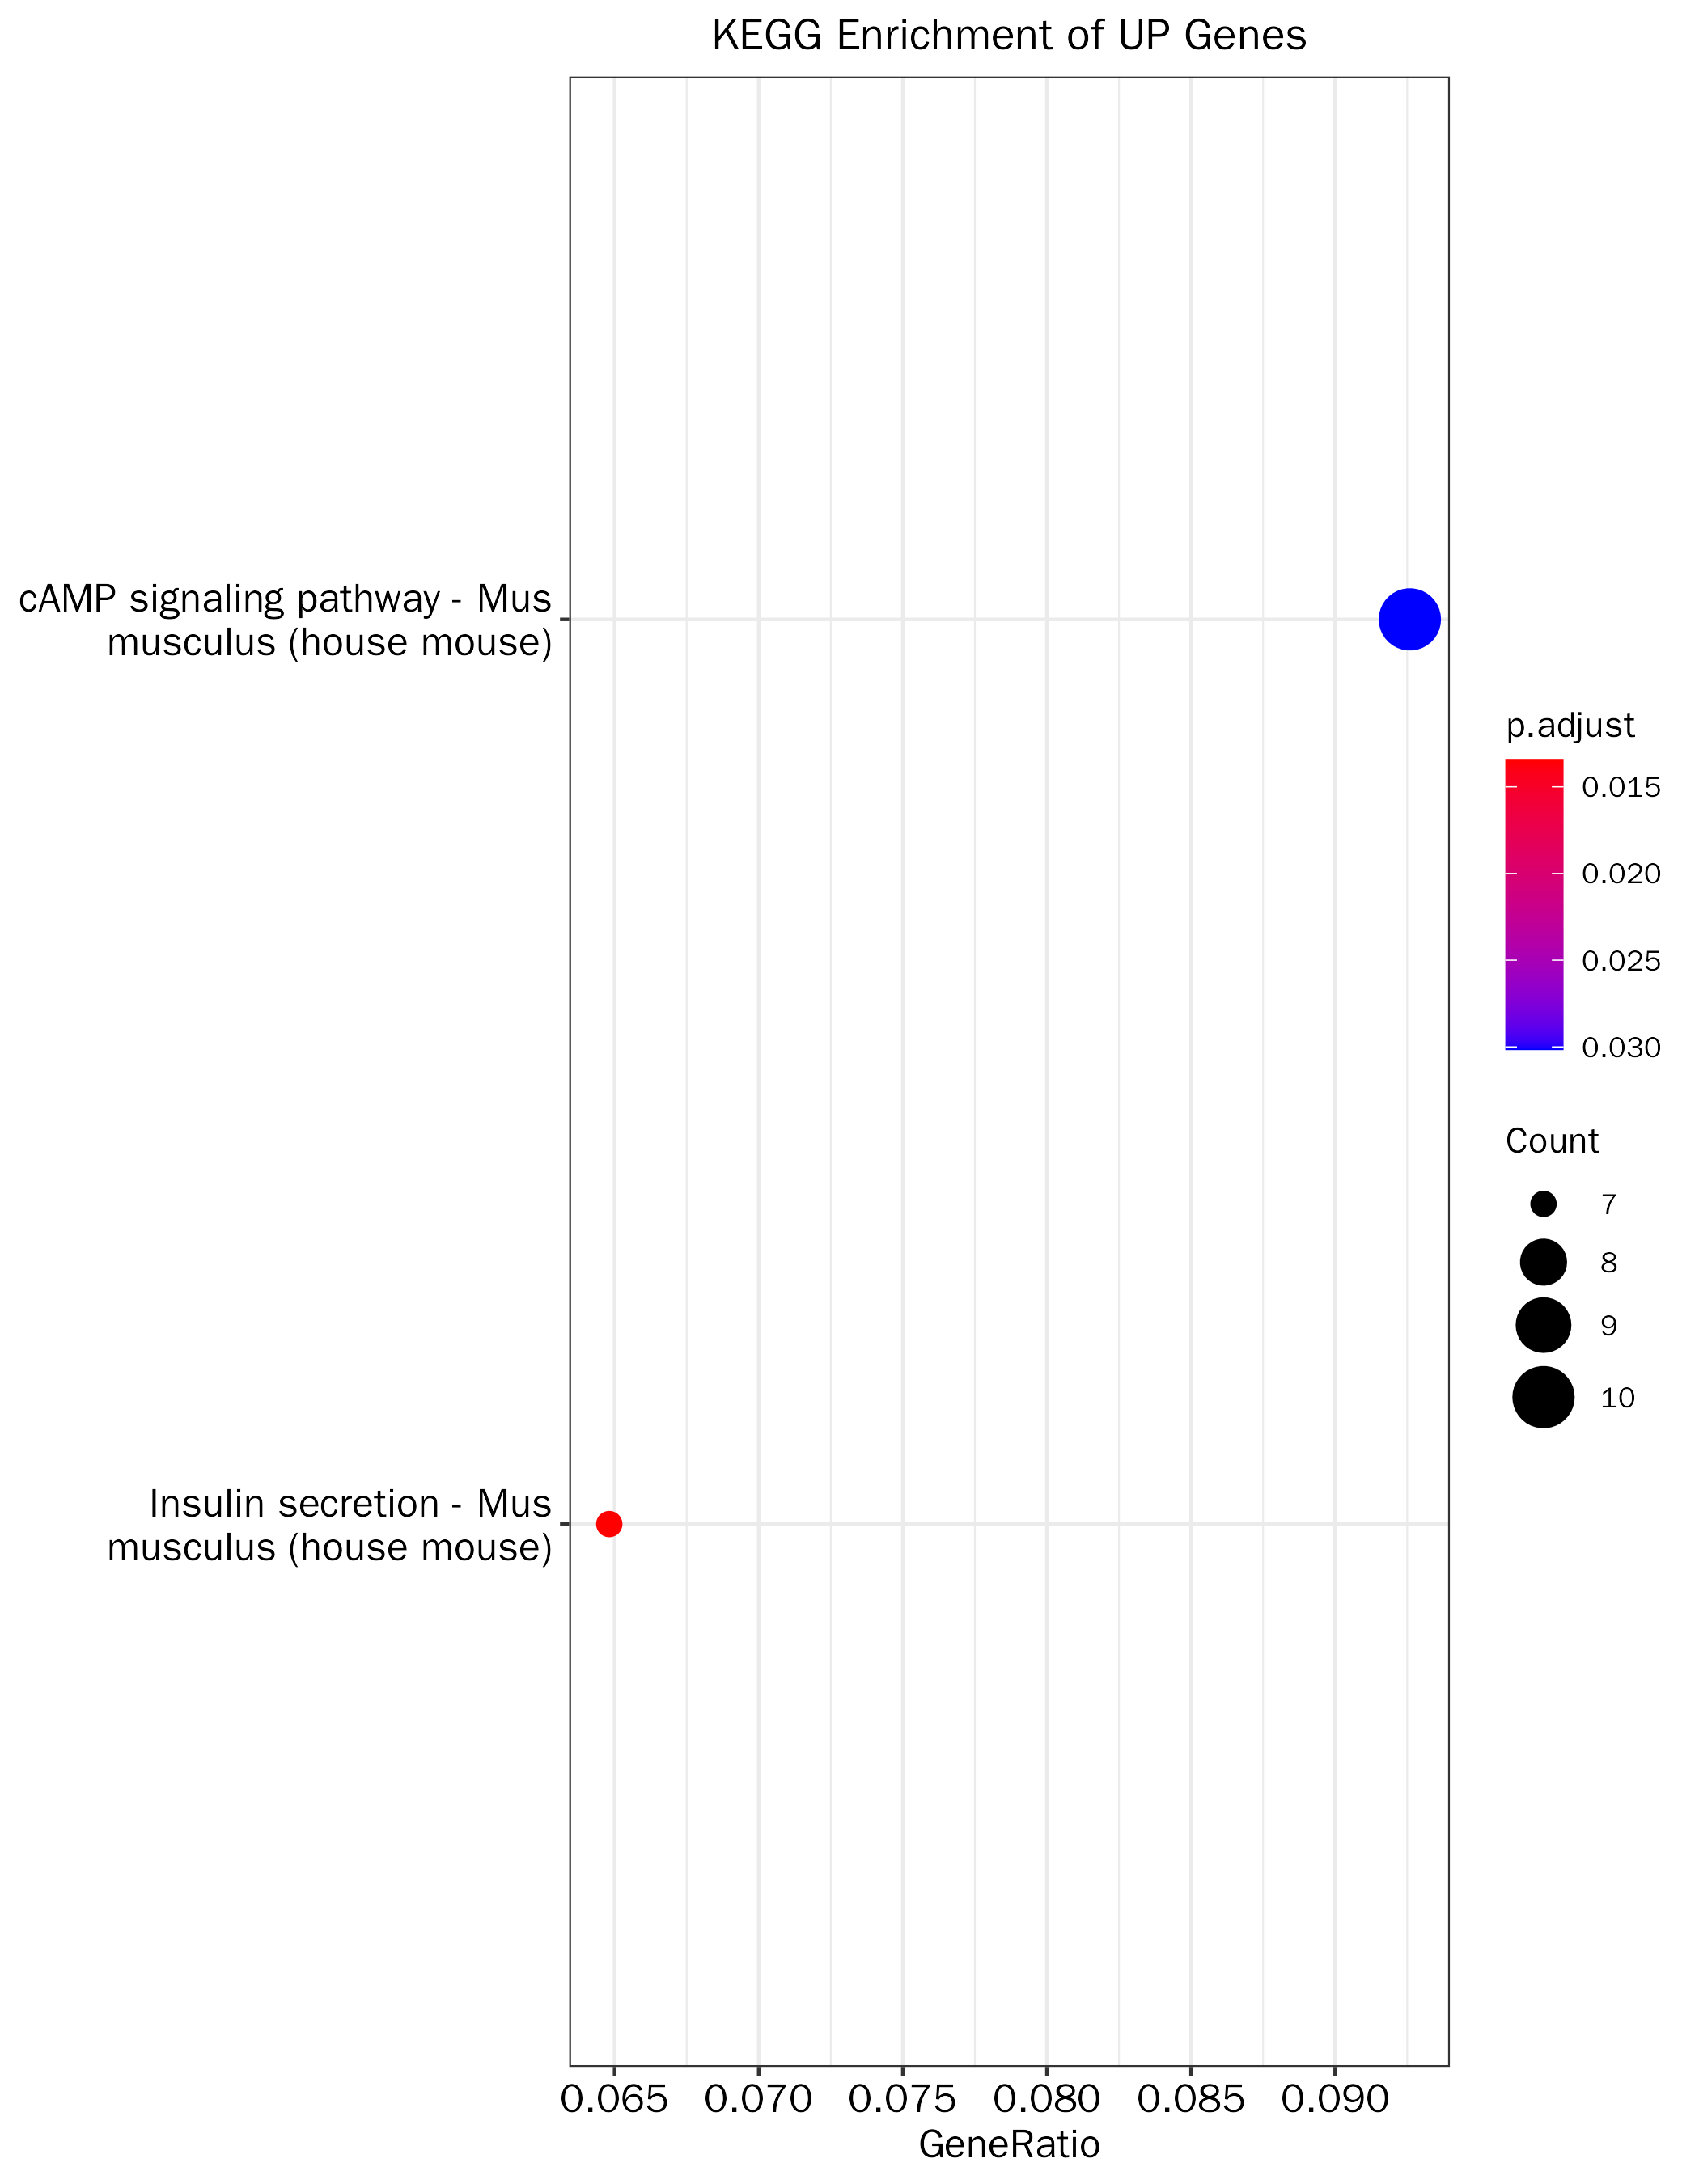 KEGG Enrichment of UP Genes
cAMP signaling pathway - Mus
musculus (house mouse)
Insulin secretion - Mus
musculus (house mouse)
0.065 0.070 0.075 0.080 0.085 0.090
GeneRatio
p.adjust
0.015
0.020
0.025
0.030
Count
7
8
9
10